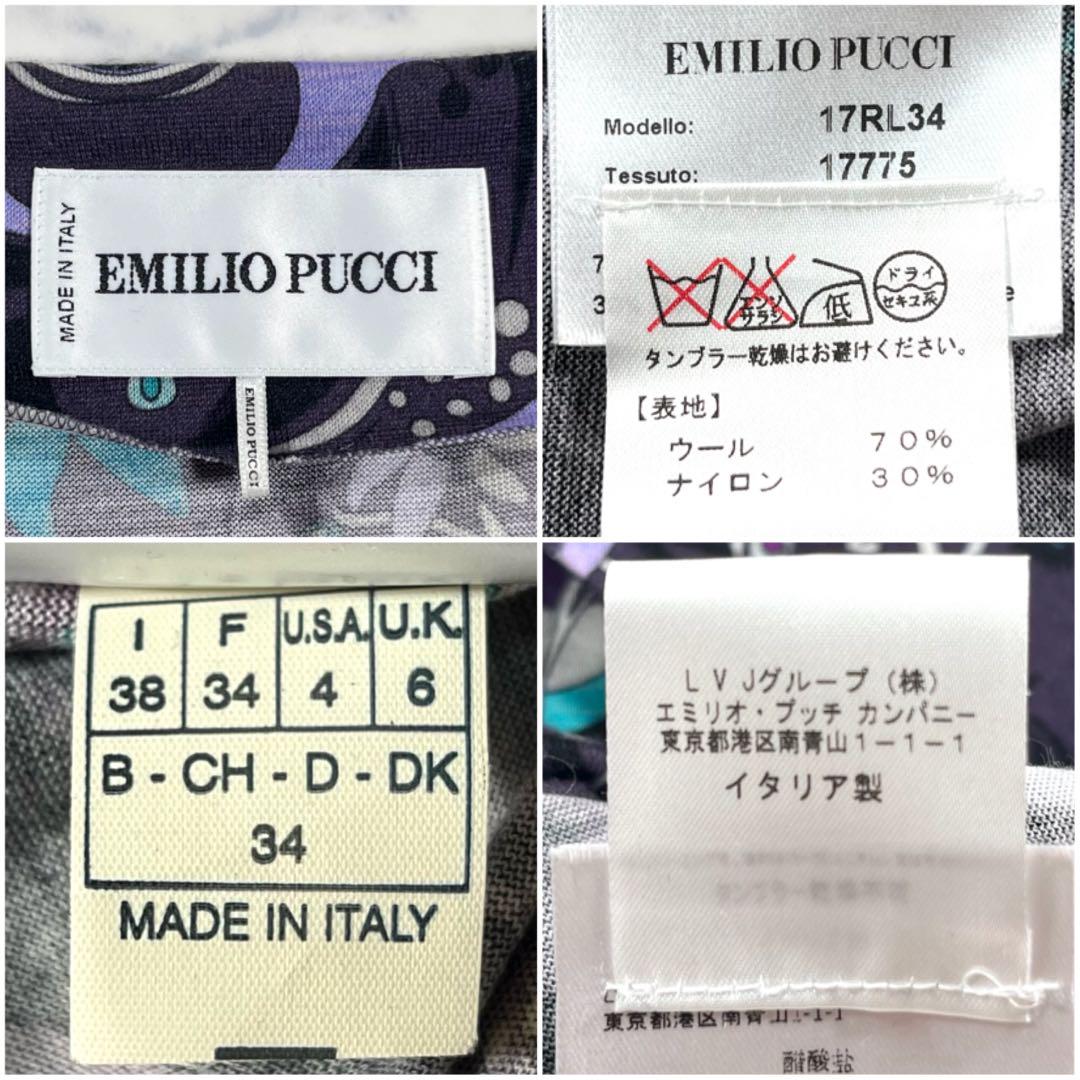 MADE IN ITALY
EMILIO PUCCI
EMILIO PUCCI
EMILIO PUCCI
Modello: 17RL34
Tessuto: 17775
7
3
e
エンソ
サラシ
低
ドライ
セキユ系
タンブラー乾燥はお避けください。
【表地】
ウール 70%
ナイロン 30%
I F U.S.A. U.K.
38 34 4 6
B - CH - D - DK
34
MADE IN ITALY
LVJグループ(株)
エミリオ・プッチ カンパニー
東京都港区南青山1-1-1
イタリア製
東京都港区南青山1-1-1
醋酸盐